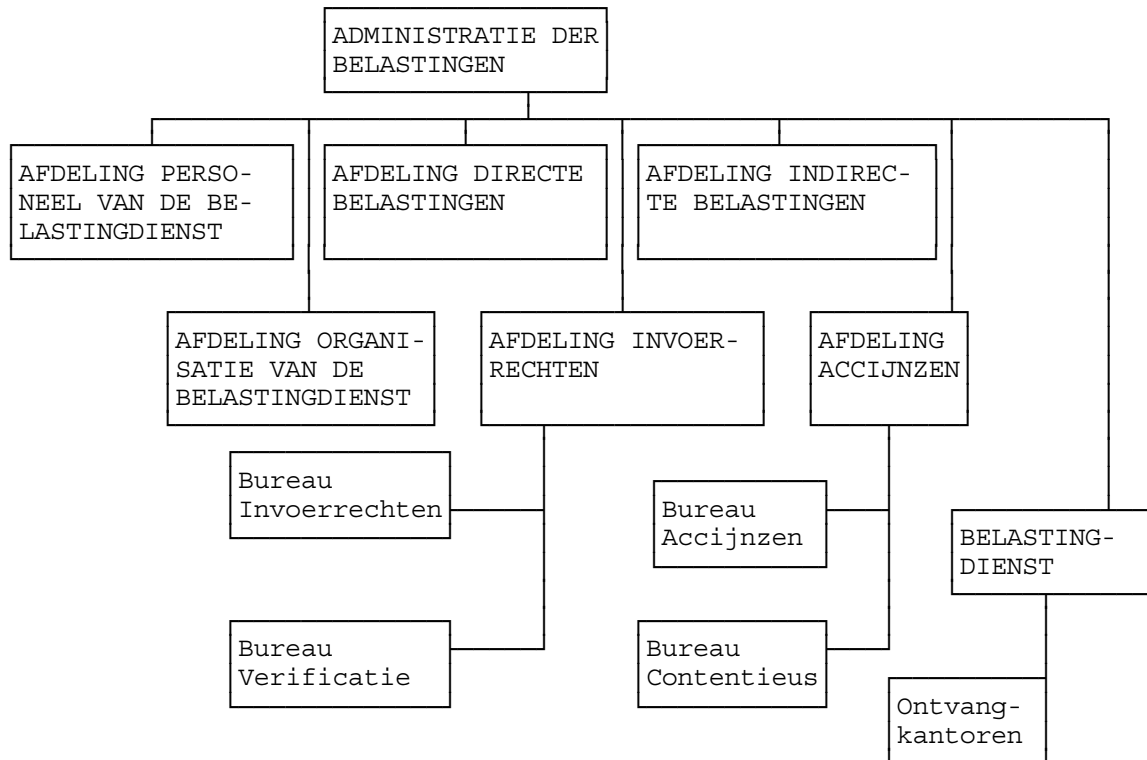 ADMINISTRATIE DER
BELASTINGEN
AFDELING PERSO-
NEEL VAN DE BE-
LASTINGDIENST
AFDELING DIRECTE
BELASTINGEN
AFDELING INDIREC-
TE BELASTINGEN
AFDELING ORGANI-
SATIE VAN DE
BELASTINGDIENST
AFDELING INVOER-
RECHTEN
AFDELING
ACCIJNZEN
Bureau
Invoerrechten
Bureau
Accijnzen
BELASTING-
DIENST
Bureau
Verificatie
Bureau
Contentieus
Ontvang-
kantoren